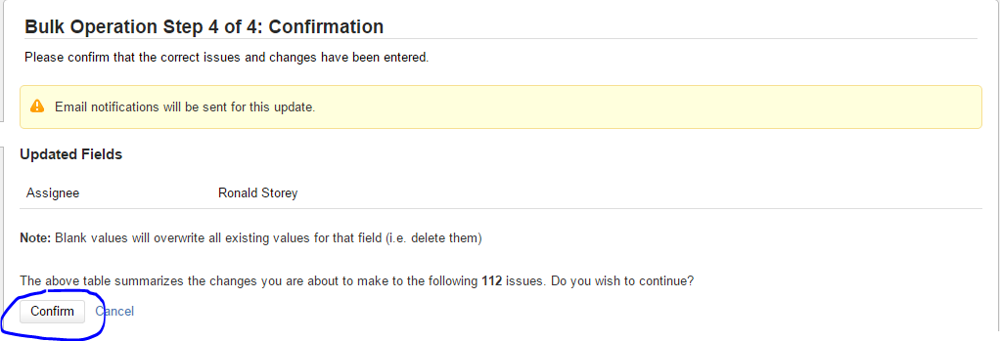 Bulk Operation Step 4 of 4: Confirmation
Please confirm that the correct issues and changes have been entered.
Email notifications will be sent for this update.
Updated Fields
Assignee Ronald Storey
Note: Blank values will overwrite all existing values for that field (i.e. delete them)
The above table summarizes the changes you are about to make to the following 112 issues. Do you wish to continue?
Confirm Cancel